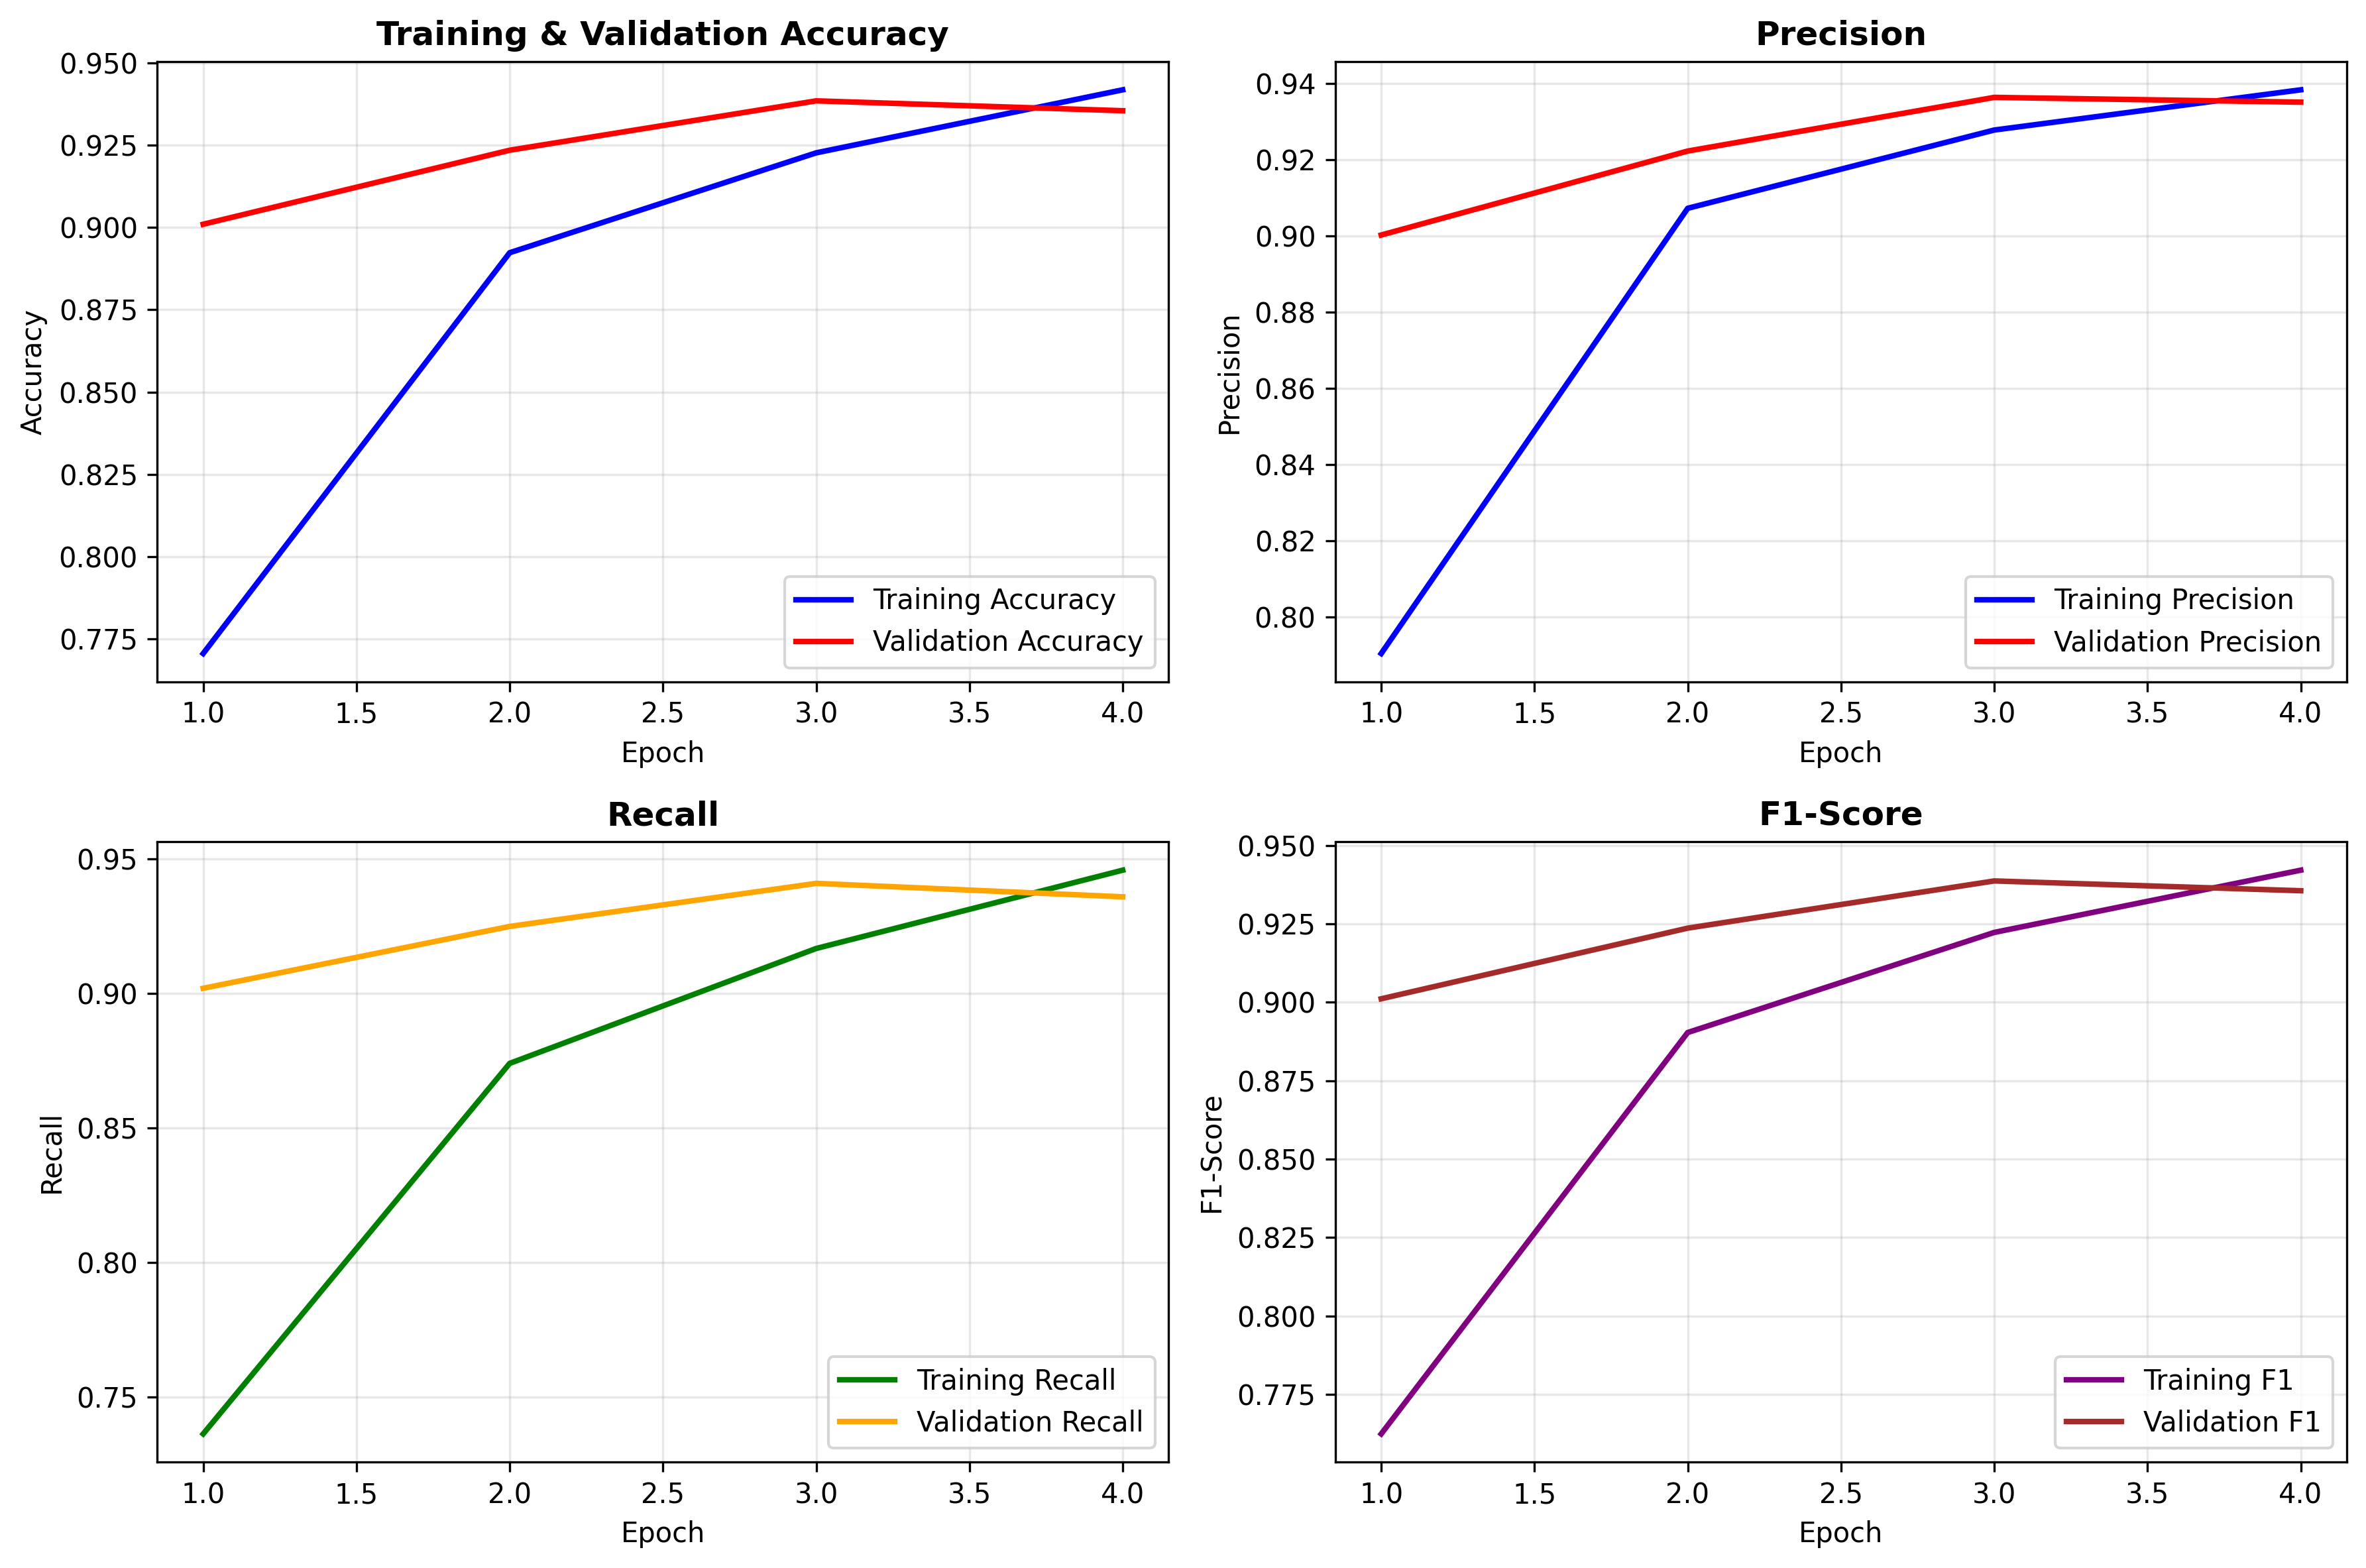 Training & Validation Accuracy
0.950
0.925
0.900
0.875
0.850
0.825
0.800
0.775
Accuracy
Training Accuracy
Validation Accuracy
1.0 1.5 2.0 2.5 3.0 3.5 4.0
Epoch
Precision
0.94
0.92
0.90
0.88
0.86
0.84
0.82
0.80
Precision
Training Precision
Validation Precision
1.0 1.5 2.0 2.5 3.0 3.5 4.0
Epoch
Recall
0.95
0.90
0.85
0.80
0.75
Recall
Training Recall
Validation Recall
1.0 1.5 2.0 2.5 3.0 3.5 4.0
Epoch
F1-Score
0.950
0.925
0.900
0.875
0.850
0.825
0.800
0.775
F1-Score
Training F1
Validation F1
1.0 1.5 2.0 2.5 3.0 3.5 4.0
Epoch